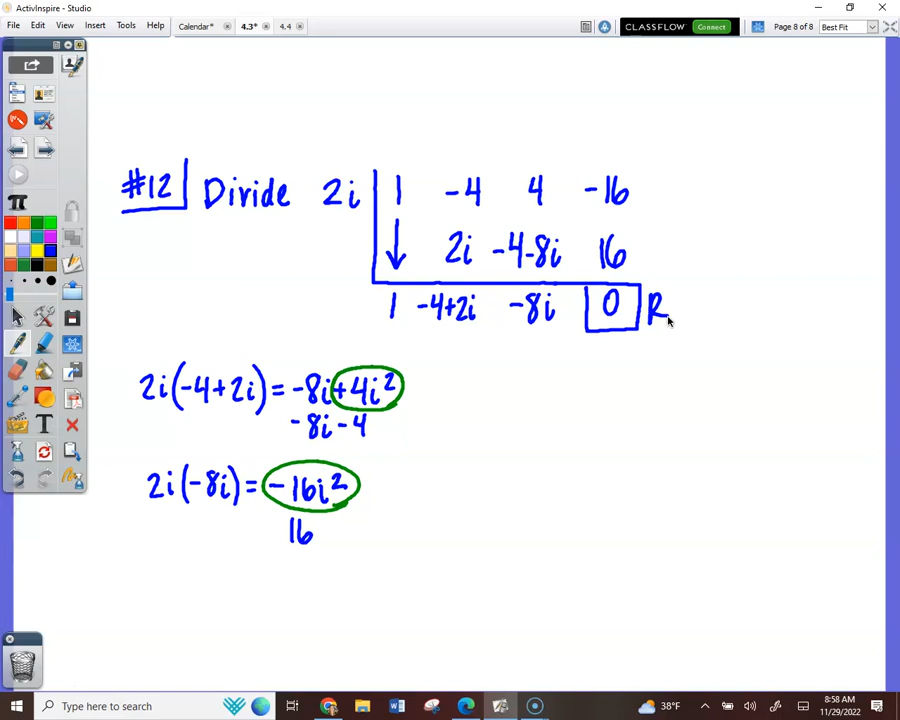 ActivInspire - Studio
File Edit View Insert Tools Help Calendar* 4.3* 4.4 CLASSFLOW Connect Page 8 of 8 Best Fit
#12 Divide 2i 1 -4 4 -16
2i -4-8i 16
1 -4+2i -8i 0 R
2i(-4+2i)=-8i+4i²
-8i-4
2i(-8i)=-16i²
16
Type here to search 38°F 8:58 AM
11/29/2022